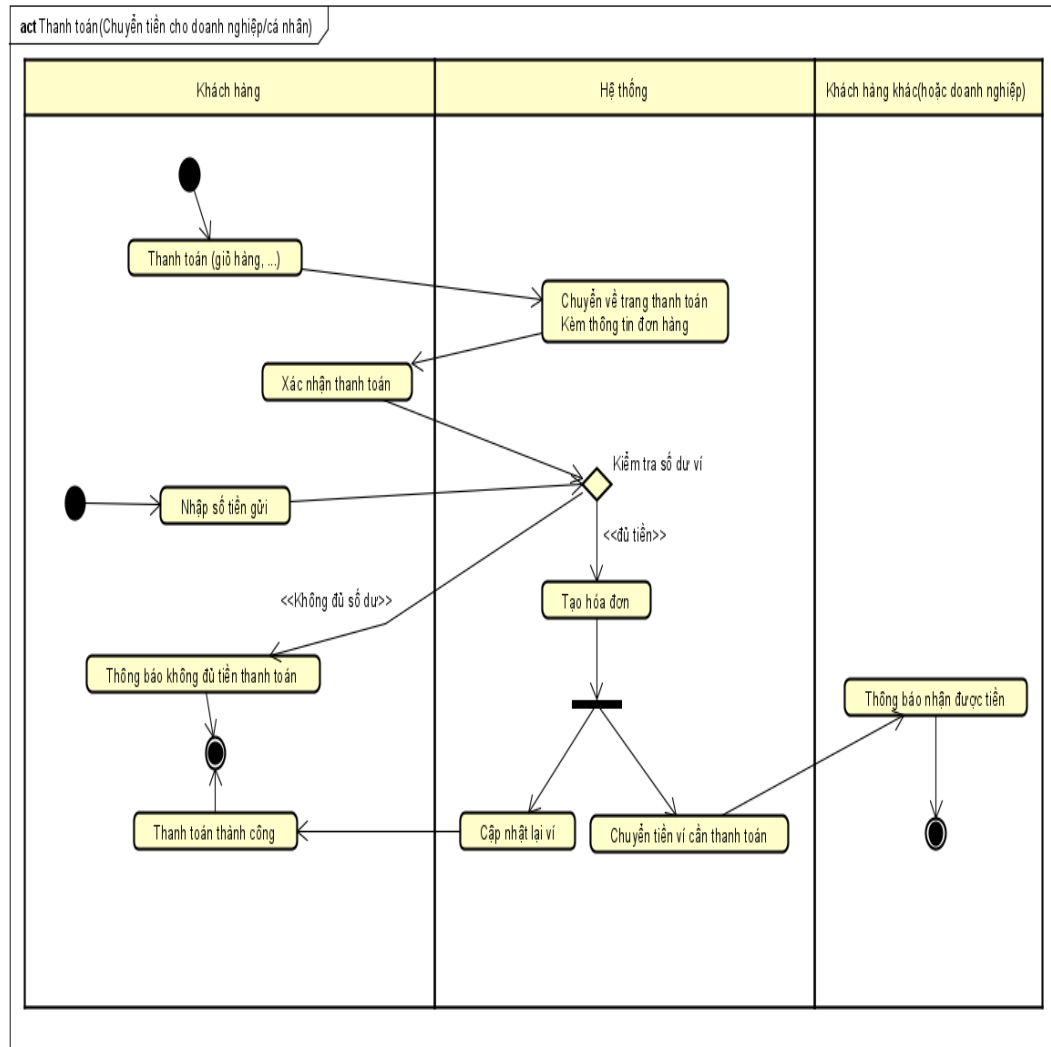 act Thanh toán(Chuyển tiền cho doanh nghiệp/cá nhân)
Khách hàng
Hệ thống
Khách hàng khác(hoặc doanh nghiệp)
Thanh toán (giỏ hàng, ...)
Chuyển về trang thanh toán
Kèm thông tin đơn hàng
Xác nhận thanh toán
Kiểm tra số dư ví
Nhập số tiền gửi
<<đủ tiền>>
<<Không đủ số dư>>
Tạo hóa đơn
Thông báo không đủ tiền thanh toán
Thông báo nhận được tiền
Thanh toán thành công
Cập nhật lại ví
Chuyển tiền ví cần thanh toán